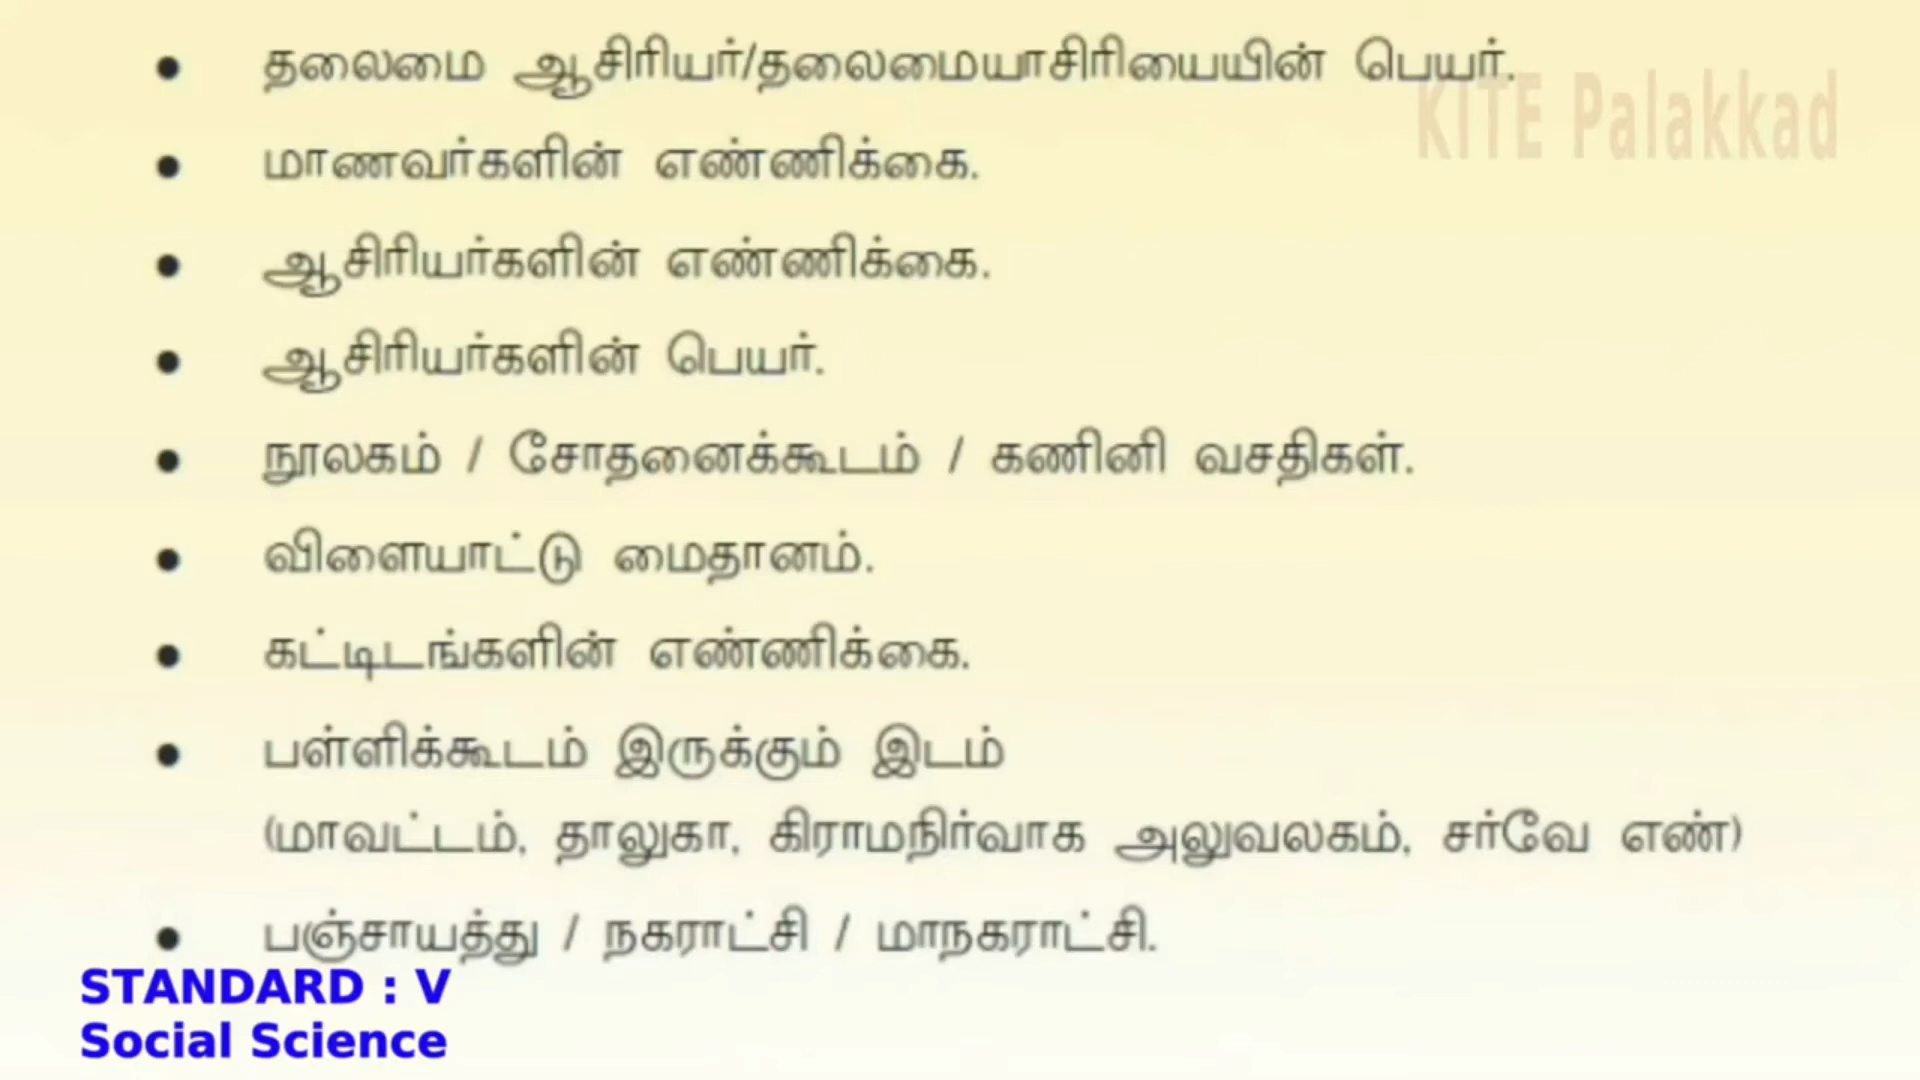 • தலைமை ஆசிரியர்/தலைமையாசிரியையின் பெயர்.
KITE Palakkad
• மாணவர்களின் எண்ணிக்கை.
• ஆசிரியர்களின் எண்ணிக்கை.
• ஆசிரியர்களின் பெயர்.
• நூலகம் / சோதனைக்கூடம் / கணினி வசதிகள்.
• விளையாட்டு மைதானம்.
• கட்டிடங்களின் எண்ணிக்கை.
• பள்ளிக்கூடம் இருக்கும் இடம்
(மாவட்டம், தாலுகா, கிராமநிர்வாக அலுவலகம், சர்வே எண்)
• பஞ்சாயத்து / நகராட்சி / மாநகராட்சி.
STANDARD : V
Social Science